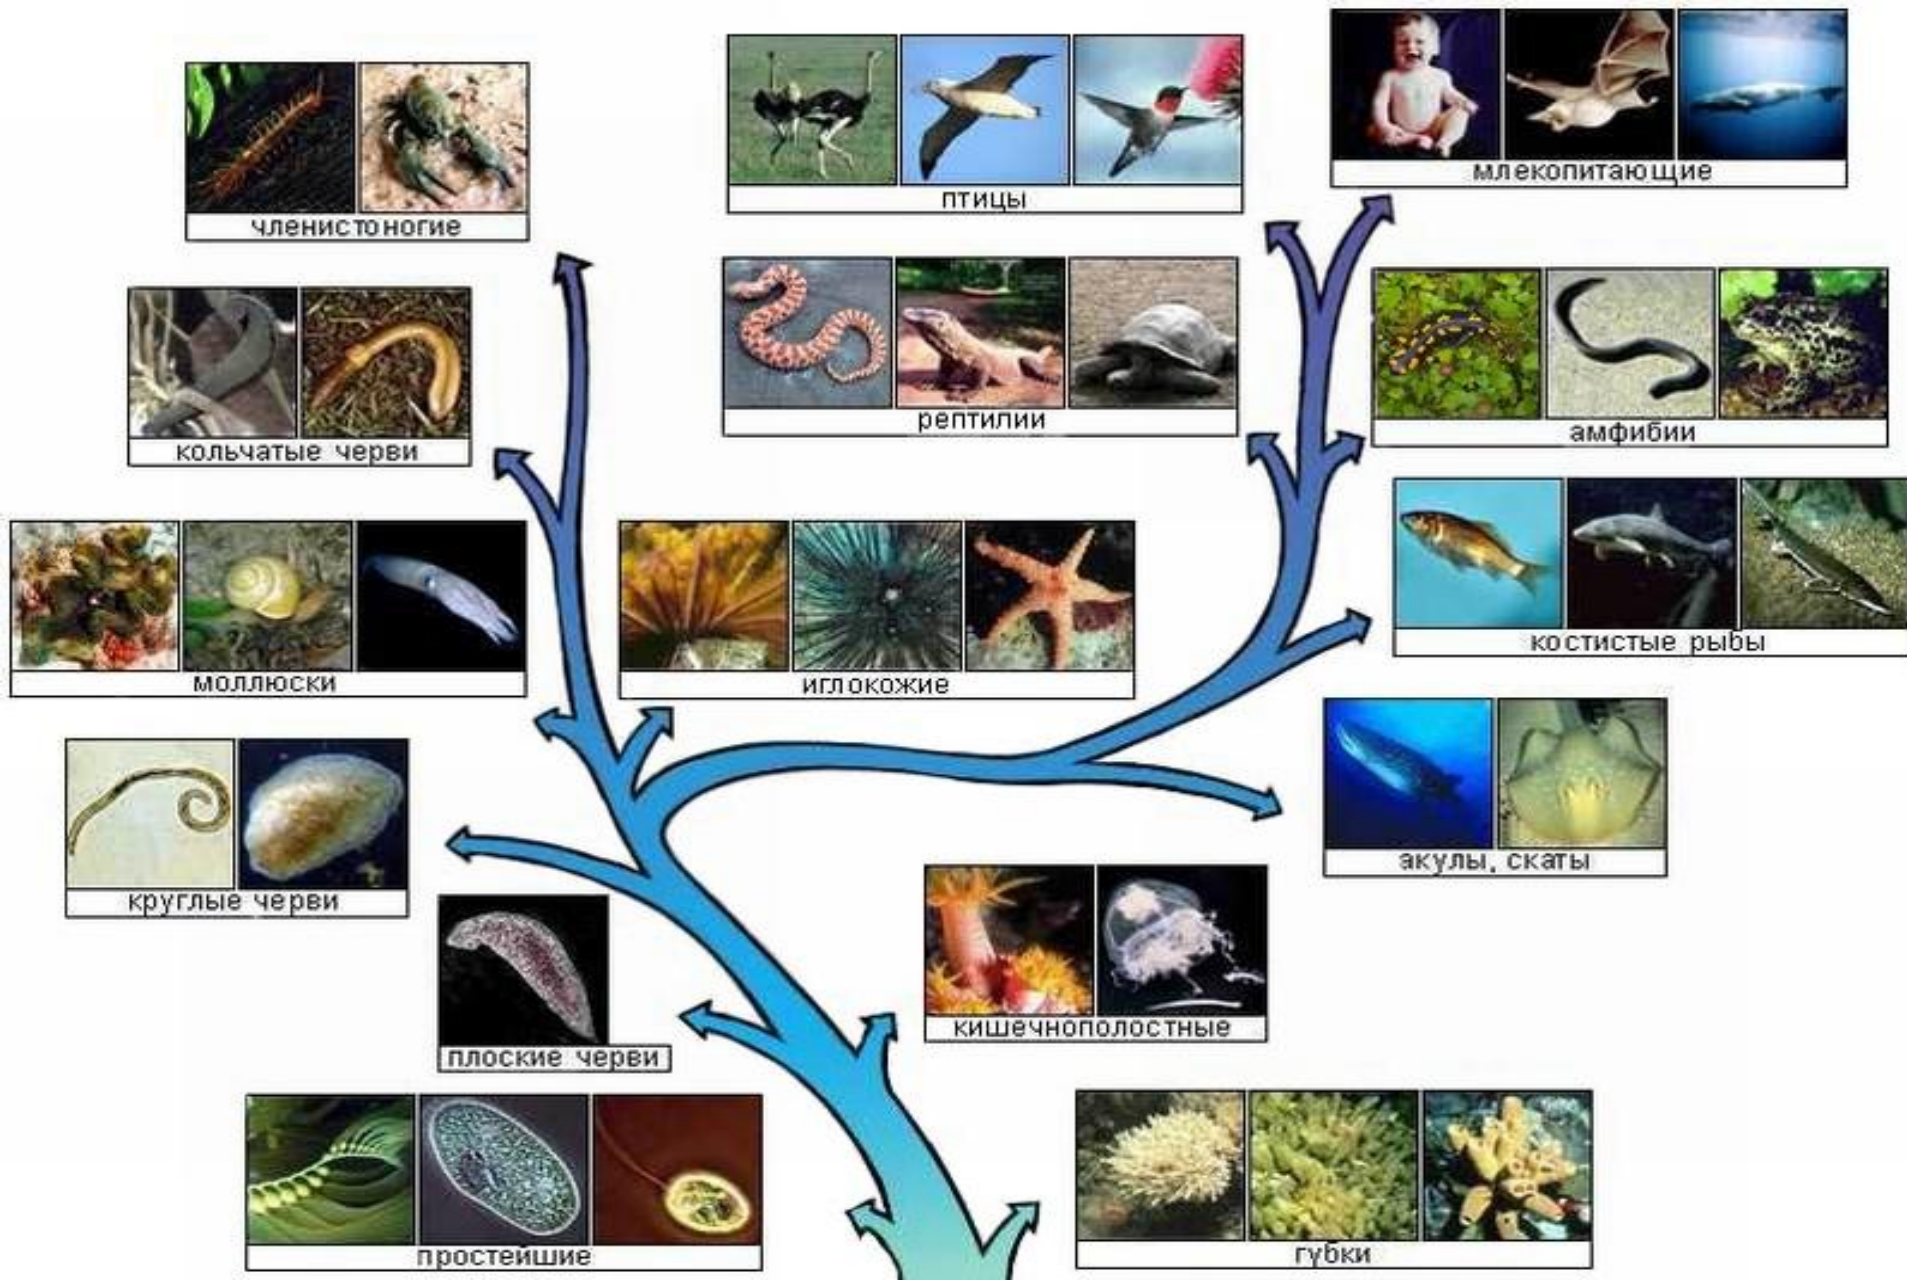 млекопитающие
птицы
членистоногие
рептилии
амфибии
кольчатые черви
костистые рыбы
моллюски
иглокожие
акулы, скаты
круглые черви
кишечнополостные
плоские черви
простейшие
губки